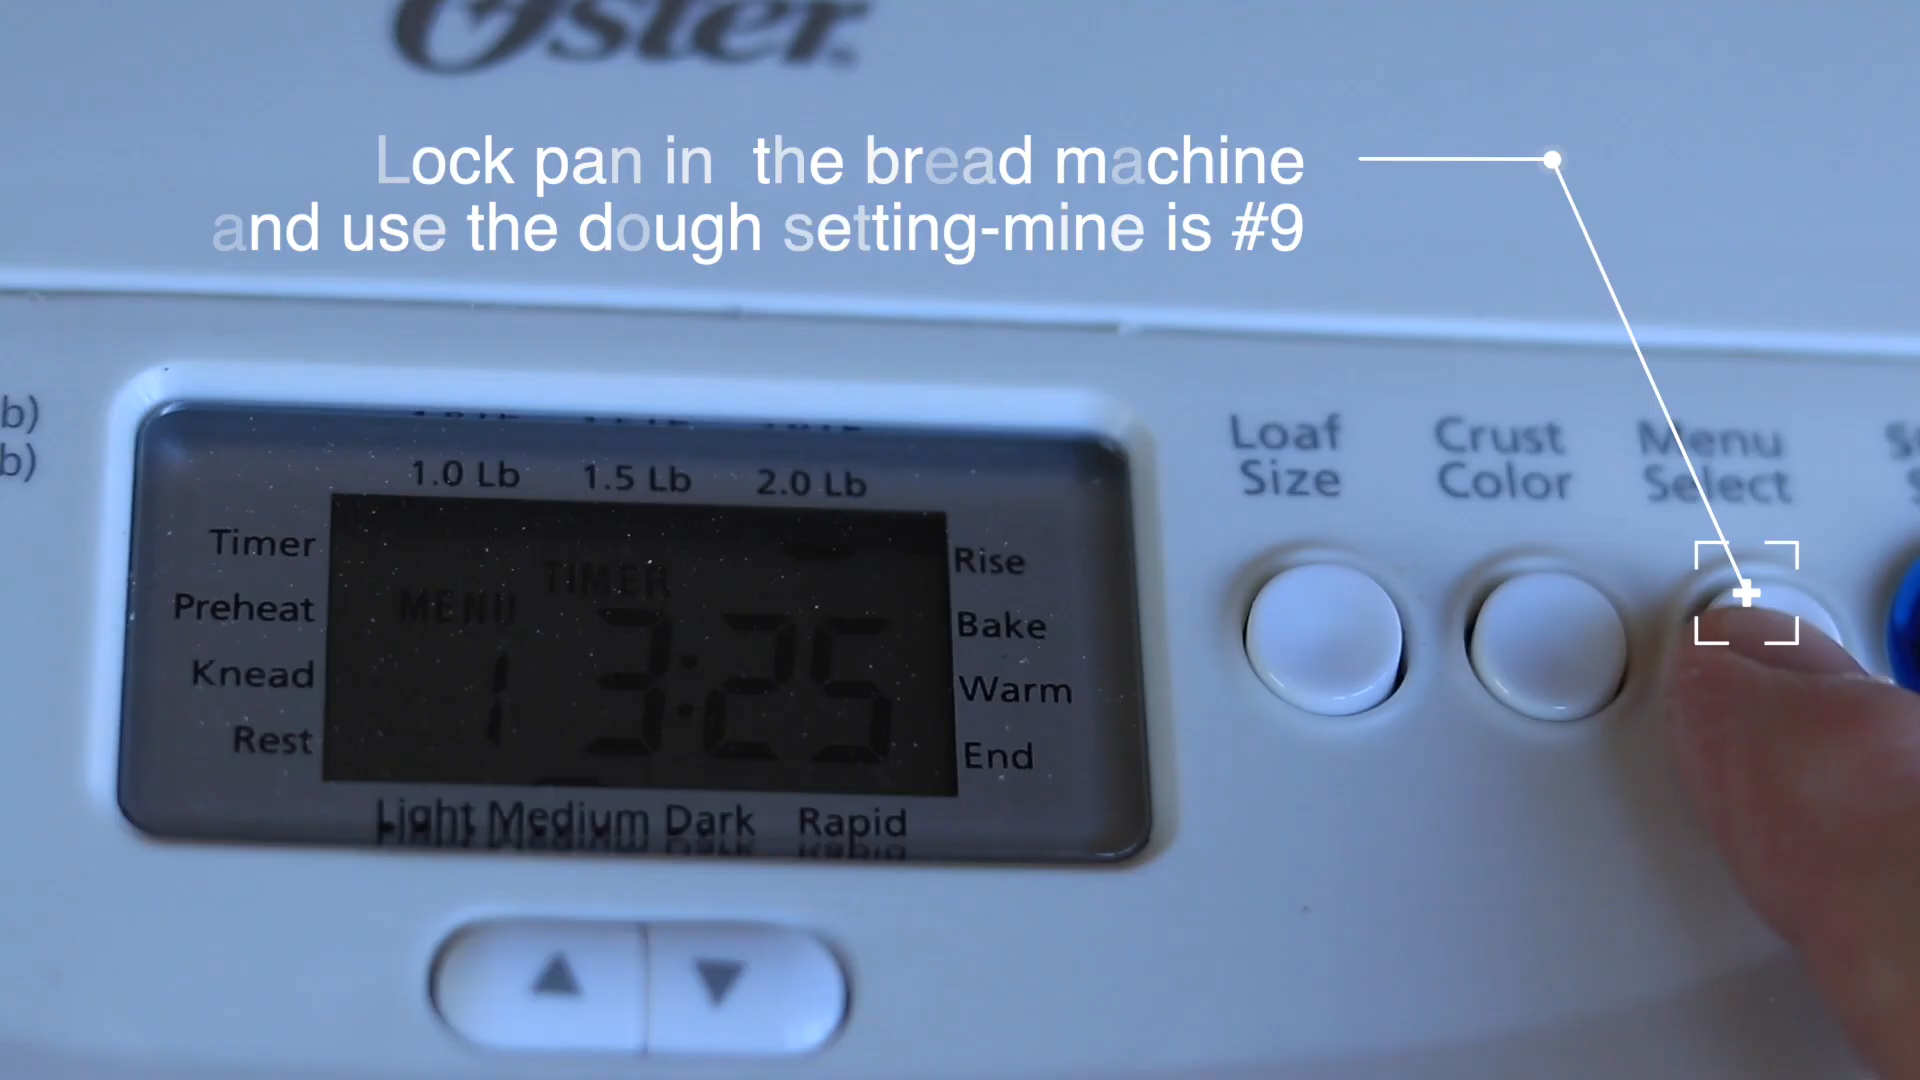 Oster
Lock pan in the bread machine
and use the dough setting-mine is #9
b)
b)
1.0 Lb 1.5 Lb 2.0 Lb
Timer
Preheat
Knead
Rest
TIMER
MENU
1 3:25
Rise
Bake
Warm
End
Light Medium Dark Rapid
Loaf
Size
Crust
Color
Menu
Select